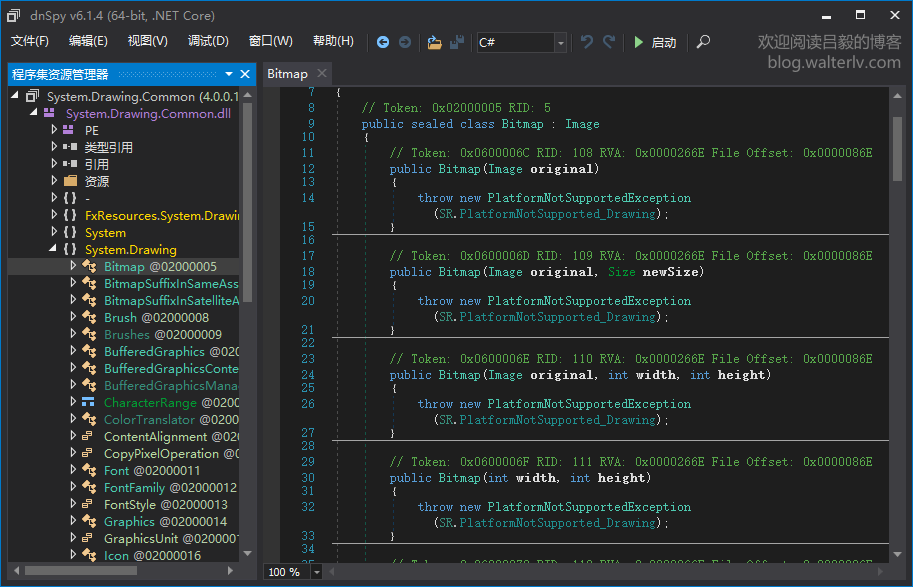 dnSpy v6.1.4 (64-bit, .NET Core)
文件(F) 编辑(E) 视图(V) 调试(D) 窗口(W) 帮助(H) C# 启动
欢迎阅读吕毅的博客
blog.walterlv.com
程序集资源管理器
System.Drawing.Common (4.0.0.1
System.Drawing.Common.dll
PE
类型引用
引用
资源
{ } -
{ } FxResources.System.Drawi
{ } System
{ } System.Drawing
Bitmap @02000005
BitmapSuffixInSameAss
BitmapSuffixInSatelliteA
Brush @02000008
Brushes @02000009
BufferedGraphics @020
BufferedGraphicsConte
BufferedGraphicsMana
CharacterRange @0200
ColorTranslator @02000
ContentAlignment @020
CopyPixelOperation @0
Font @02000011
FontFamily @02000012
FontStyle @02000013
Graphics @02000014
GraphicsUnit @0200001
Icon @02000016
Bitmap
7 {
8 // Token: 0x02000005 RID: 5
9 public sealed class Bitmap : Image
10 {
11 // Token: 0x0600006C RID: 108 RVA: 0x0000266E File Offset: 0x0000086E
12 public Bitmap(Image original)
13 {
14 throw new PlatformNotSupportedException
(SR.PlatformNotSupported_Drawing);
15 }
16
17 // Token: 0x0600006D RID: 109 RVA: 0x0000266E File Offset: 0x0000086E
18 public Bitmap(Image original, Size newSize)
19 {
20 throw new PlatformNotSupportedException
(SR.PlatformNotSupported_Drawing);
21 }
22
23 // Token: 0x0600006E RID: 110 RVA: 0x0000266E File Offset: 0x0000086E
24 public Bitmap(Image original, int width, int height)
25 {
26 throw new PlatformNotSupportedException
(SR.PlatformNotSupported_Drawing);
27 }
28
29 // Token: 0x0600006F RID: 111 RVA: 0x0000266E File Offset: 0x0000086E
30 public Bitmap(int width, int height)
31 {
32 throw new PlatformNotSupportedException
(SR.PlatformNotSupported_Drawing);
33 }
34
100 %